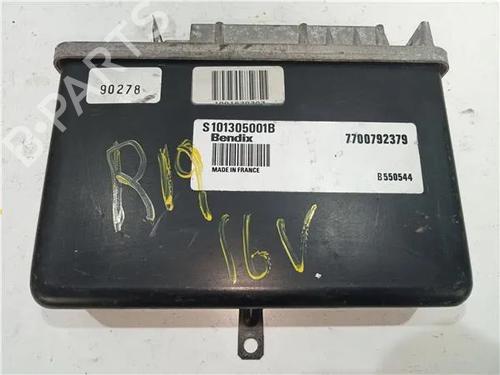 90278
S101305001B
Bendix
7700792379
MADE IN FRANCE
B550544
R19
16V
B-PARTS